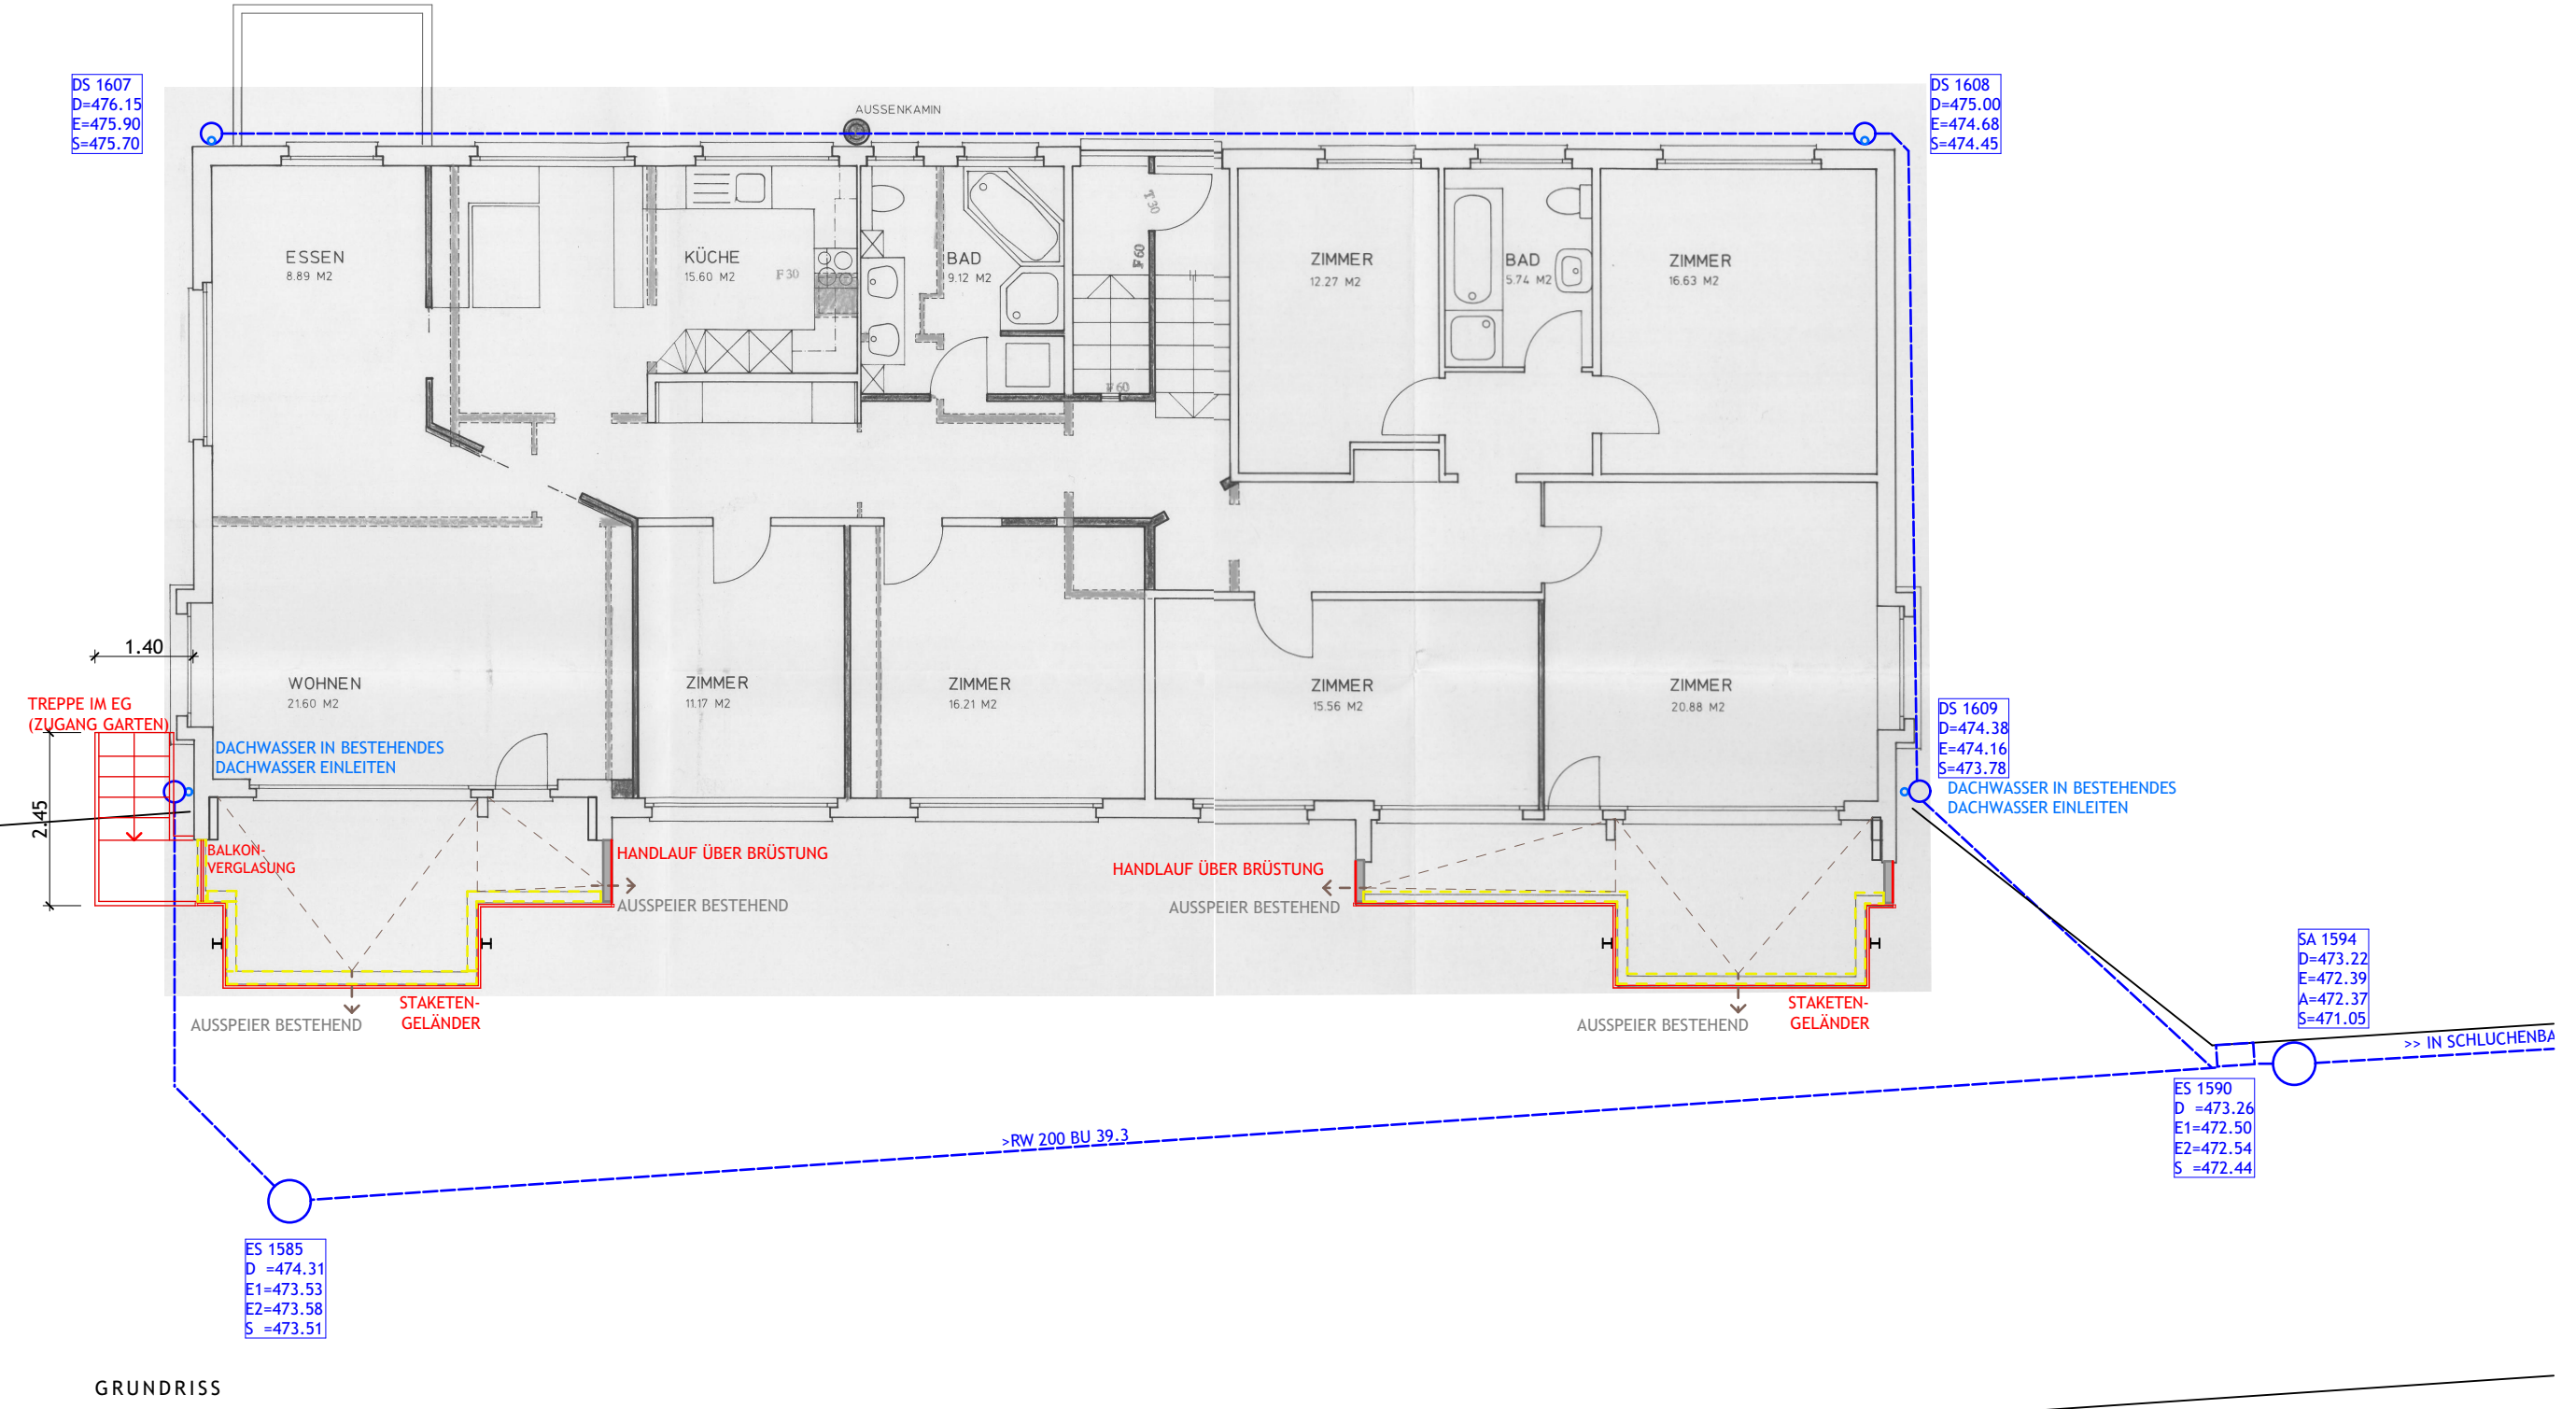 DS 1607
D=476.15
E=475.90
S=475.70
AUSSENKAMIN
DS 1608
D=475.00
E=474.68
S=474.45
ESSEN
8.89 M2
KÜCHE
15.60 M2
F30
BAD
9.12 M2
T30
F60
F60
ZIMMER
12.27 M2
BAD
5.74 M2
ZIMMER
16.63 M2
1.40
WOHNEN
21.60 M2
ZIMMER
11.17 M2
ZIMMER
16.21 M2
ZIMMER
15.56 M2
ZIMMER
20.88 M2
TREPPE IM EG
(ZUGANG GARTEN)
DACHWASSER IN BESTEHENDES
DACHWASSER EINLEITEN
2.45
DS 1609
D=474.38
E=474.16
S=473.78
DACHWASSER IN BESTEHENDES
DACHWASSER EINLEITEN
BALKON-
VERGLASUNG
HANDLAUF ÜBER BRÜSTUNG
AUSSPEIER BESTEHEND
HANDLAUF ÜBER BRÜSTUNG
AUSSPEIER BESTEHEND
STAKETEN-
GELÄNDER
AUSSPEIER BESTEHEND
STAKETEN-
GELÄNDER
AUSSPEIER BESTEHEND
SA 1594
D=473.22
E=472.39
A=472.37
S=471.05
>> IN SCHLUCHENBA
ES 1590
D =473.26
E1=472.50
E2=472.54
S =472.44
>RW 200 BU 39.3
ES 1585
D =474.31
E1=473.53
E2=473.58
S =473.51
GRUNDRISS